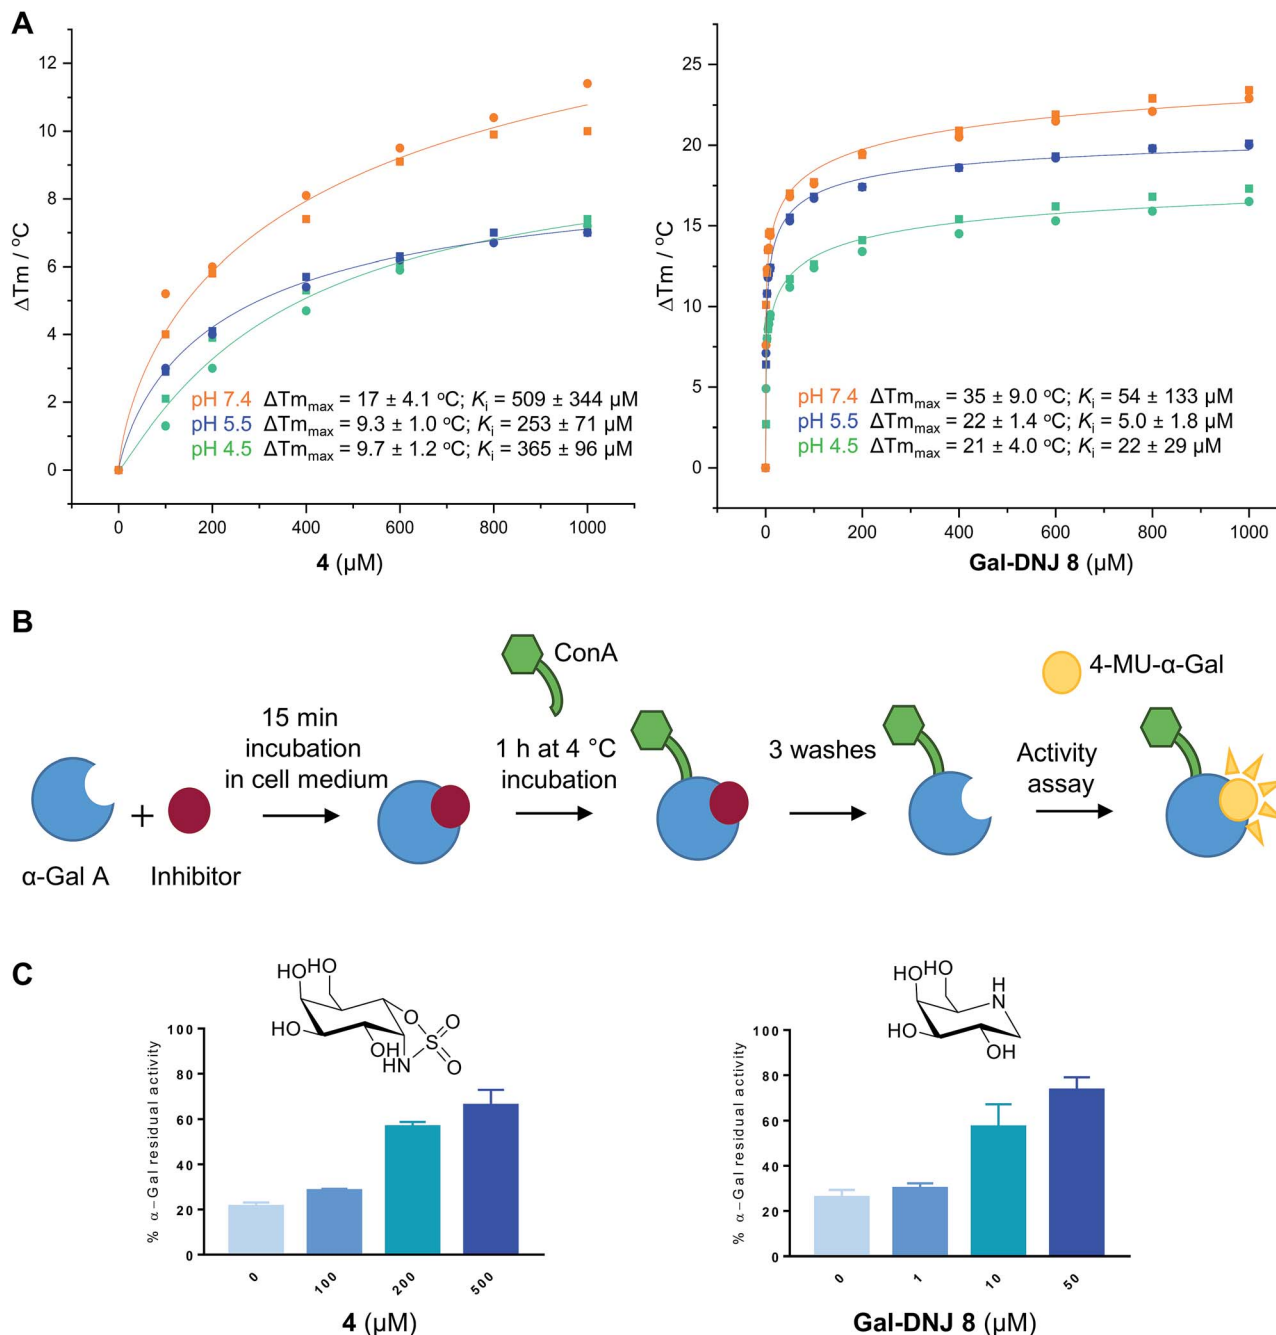 A
ΔTm / °C
12
10
8
6
4
2
0
pH 7.4 ΔTmmax = 17 ± 4.1 °C; Ki = 509 ± 344 μM
pH 5.5 ΔTmmax = 9.3 ± 1.0 °C; Ki = 253 ± 71 μM
pH 4.5 ΔTmmax = 9.7 ± 1.2 °C; Ki = 365 ± 96 μM
0 200 400 600 800 1000
4 (μM)
ΔTm / °C
25
20
15
10
5
0
pH 7.4 ΔTmmax = 35 ± 9.0 °C; Ki = 54 ± 133 μM
pH 5.5 ΔTmmax = 22 ± 1.4 °C; Ki = 5.0 ± 1.8 μM
pH 4.5 ΔTmmax = 21 ± 4.0 °C; Ki = 22 ± 29 μM
0 200 400 600 800 1000
Gal-DNJ 8 (μM)
B
α-Gal A
+
Inhibitor
15 min
incubation
in cell medium
ConA
1 h at 4 °C
incubation
3 washes
Activity
assay
4-MU-α-Gal
C
HO HO
HO
OH
O
S
O
O
HN
% α-Gal residual activity
100
80
60
40
20
0
0 100 200 500
4 (μM)
HO HO
H
N
HO
OH
% α-Gal residual activity
100
80
60
40
20
0
0 1 10 50
Gal-DNJ 8 (μM)